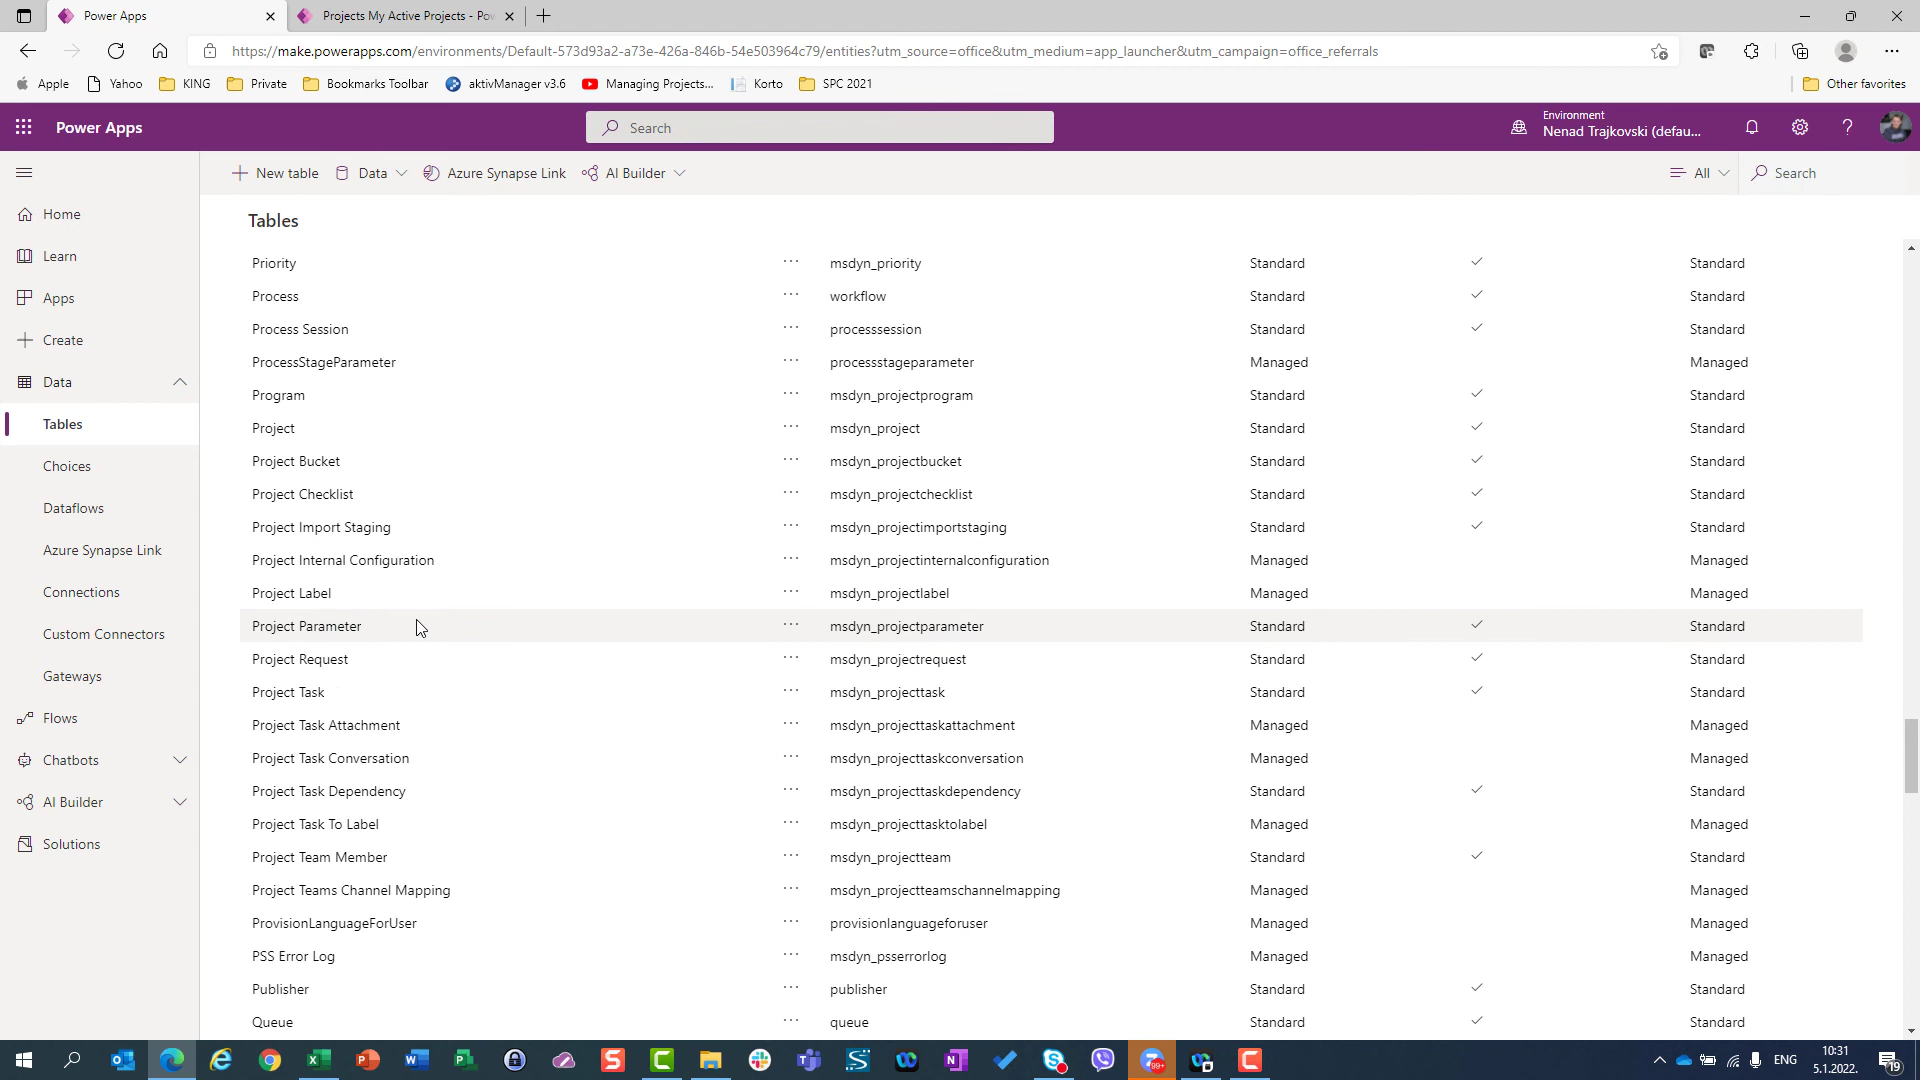 Power Apps
Projects My Active Projects - Pow
https://make.powerapps.com/environments/Default-573d93a2-a73e-426a-846b-54e503964c79/entities?utm_source=office&utm_medium=app_launcher&utm_campaign=office_referrals
Apple Yahoo KING Private Bookmarks Toolbar aktivManager v3.6 Managing Projects... Korto SPC 2021 Other favorites
Power Apps Search Environment
Nenad Trajkovski (defau...
New table Data Azure Synapse Link AI Builder All Search
Home
Learn
Apps
Create
Data
Tables
Choices
Dataflows
Azure Synapse Link
Connections
Custom Connectors
Gateways
Flows
Chatbots
AI Builder
Solutions
Tables
Priority ... msdyn_priority Standard Standard
Process ... workflow Standard Standard
Process Session ... processsession Standard Standard
ProcessStageParameter ... processstageparameter Managed Managed
Program ... msdyn_projectprogram Standard Standard
Project ... msdyn_project Standard Standard
Project Bucket ... msdyn_projectbucket Standard Standard
Project Checklist ... msdyn_projectchecklist Standard Standard
Project Import Staging ... msdyn_projectimportstaging Standard Standard
Project Internal Configuration ... msdyn_projectinternalconfiguration Managed Managed
Project Label ... msdyn_projectlabel Managed Managed
Project Parameter ... msdyn_projectparameter Standard Standard
Project Request ... msdyn_projectrequest Standard Standard
Project Task ... msdyn_projecttask Standard Standard
Project Task Attachment ... msdyn_projecttaskattachment Managed Managed
Project Task Conversation ... msdyn_projecttaskconversation Managed Managed
Project Task Dependency ... msdyn_projecttaskdependency Standard Standard
Project Task To Label ... msdyn_projecttasktolabel Managed Managed
Project Team Member ... msdyn_projectteam Standard Standard
Project Teams Channel Mapping ... msdyn_projectteamschannelmapping Managed Managed
ProvisionLanguageForUser ... provisionlanguageforuser Managed Managed
PSS Error Log ... msdyn_psserrorlog Managed Managed
Publisher ... publisher Standard Standard
Queue ... queue Standard Standard
99+
ENG
10:31
5.1.2022.
19